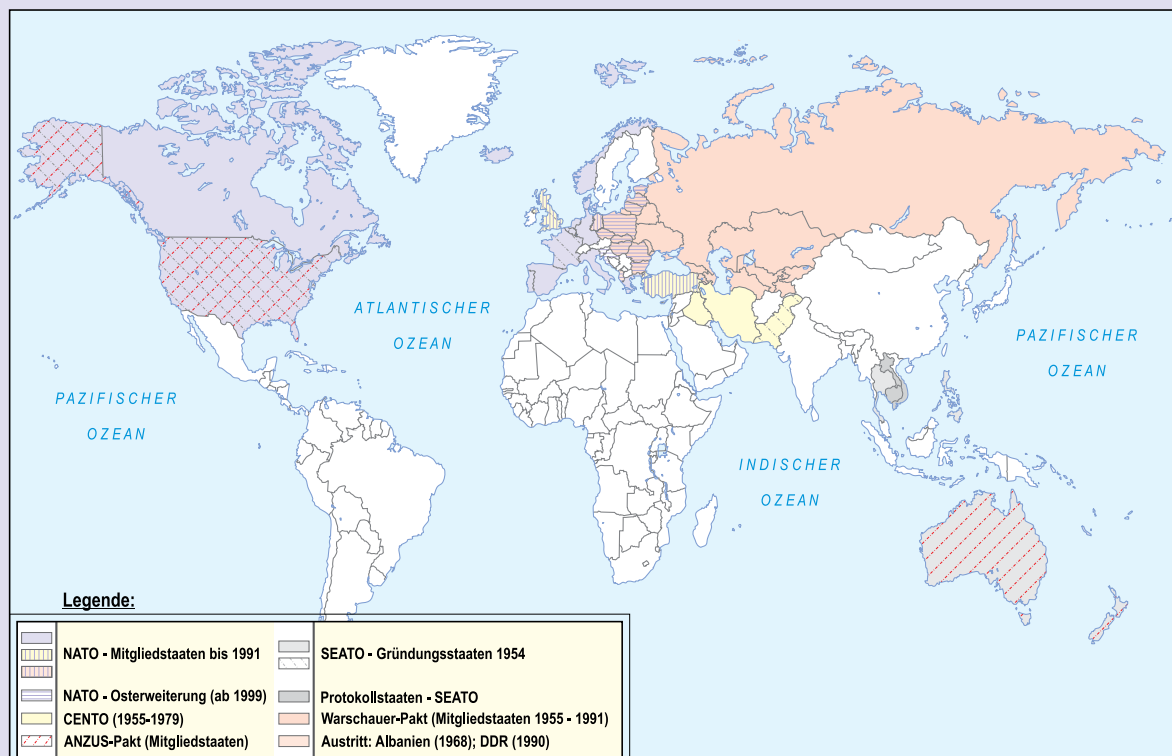 ATLANTISCHER
OZEAN
PAZIFISCHER
OZEAN
PAZIFISCHER
OZEAN
INDISCHER
OZEAN
Legende:
NATO - Mitgliedstaaten bis 1991
NATO - Osterweiterung (ab 1999)
CENTO (1955-1979)
ANZUS-Pakt (Mitgliedstaaten)
SEATO - Gründungsstaaten 1954
Protokollstaaten - SEATO
Warschauer-Pakt (Mitgliedstaaten 1955 - 1991)
Austritt: Albanien (1968); DDR (1990)